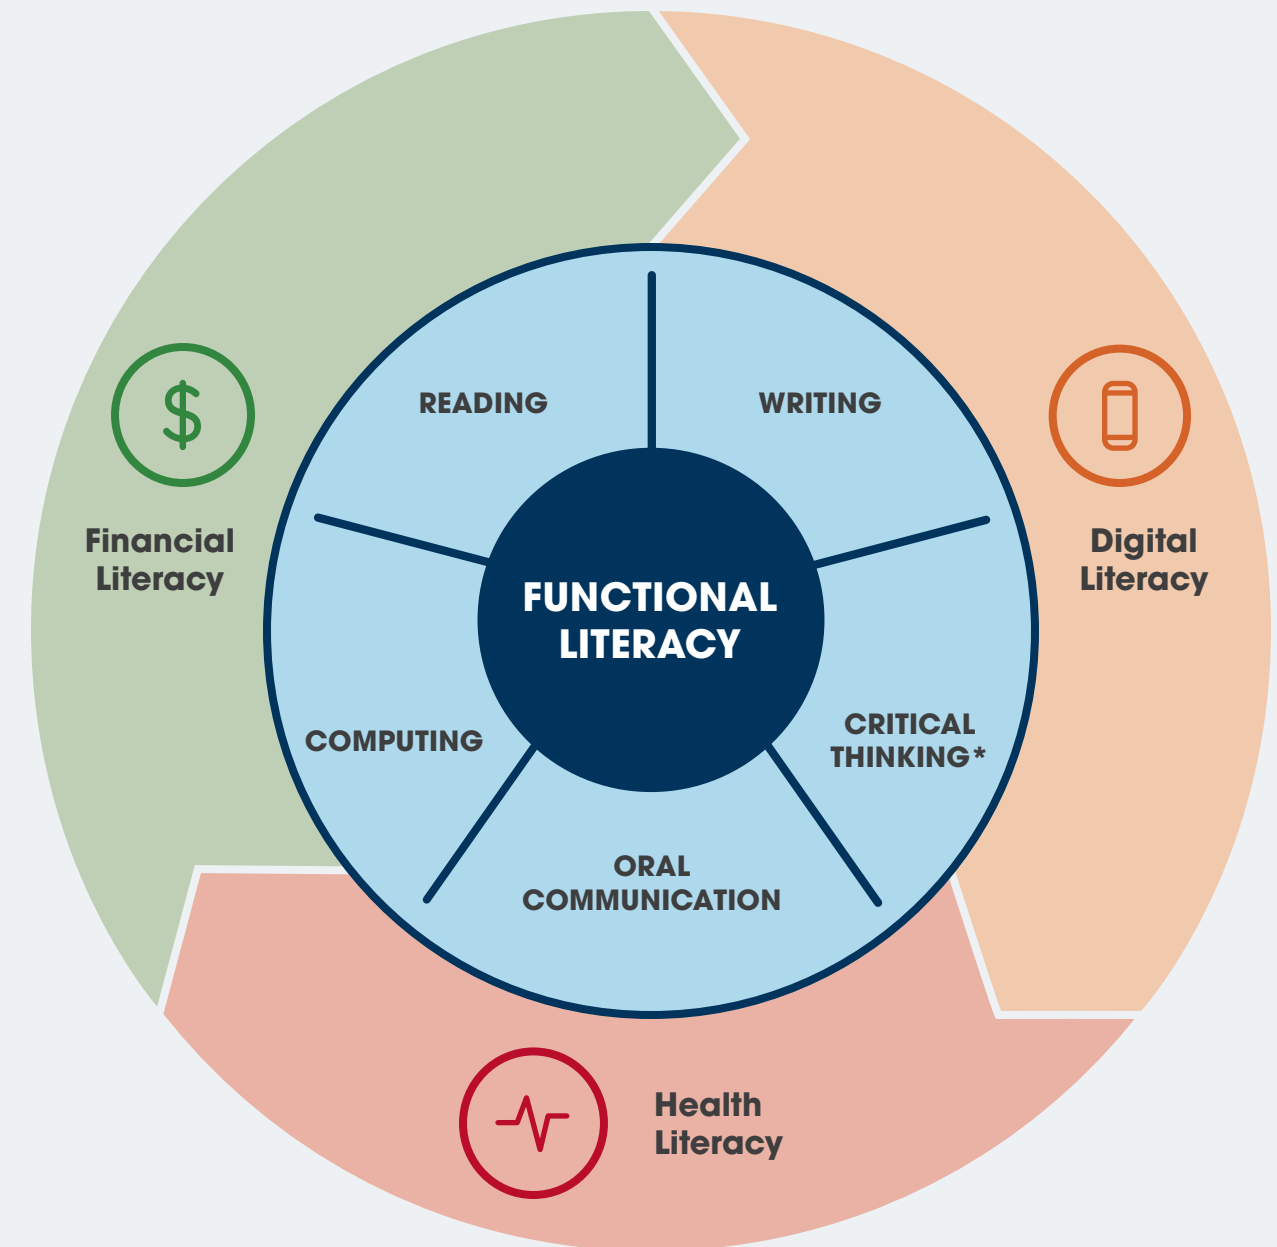 READING
WRITING
Financial
Literacy
Digital
Literacy
FUNCTIONAL
LITERACY
COMPUTING
CRITICAL
THINKING*
ORAL
COMMUNICATION
Health
Literacy